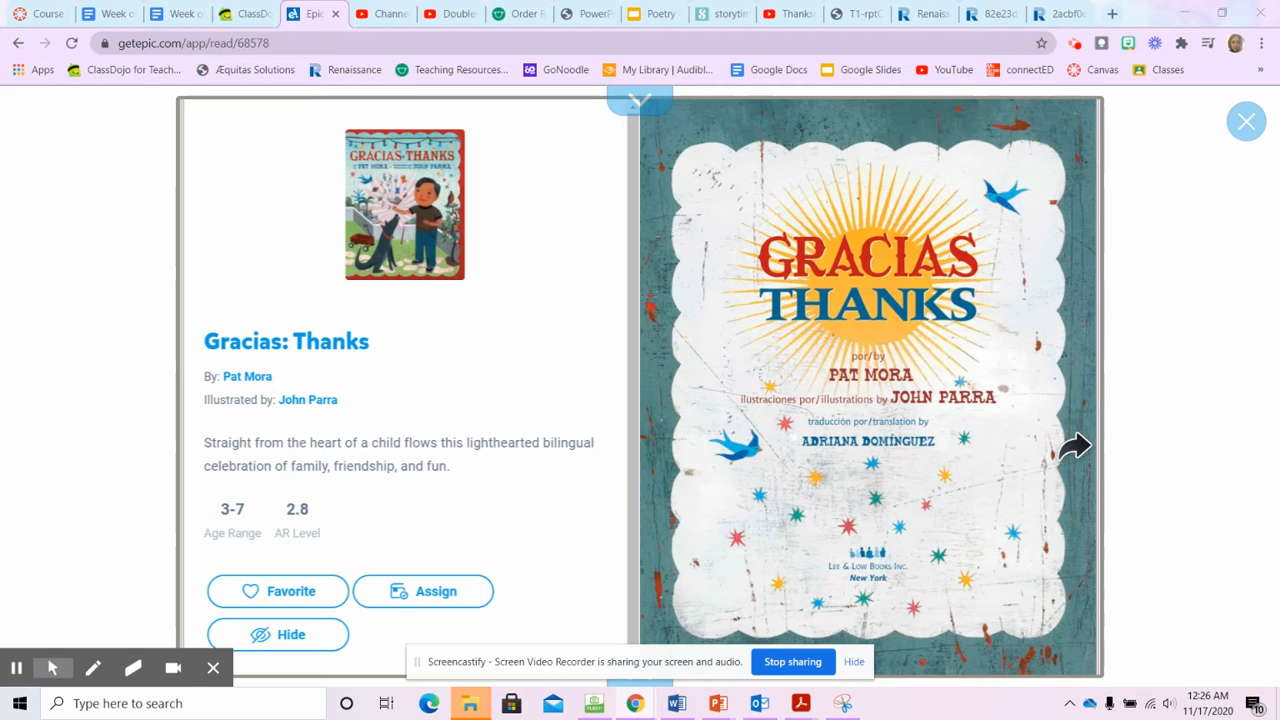 Course
Week o
Week of
ClassDo
Epic
Channe
Double
Order R
PowerP
Poetry
storytin
Thanks
T1-rptC
Renaiss
82e23d
2acbf0e
getepic.com/app/read/68578
Apps
ClassDojo for Teach...
Æquitas Solutions
Renaissance
Teaching Resources...
GoNoodle
My Library | Audibl...
Google Docs
Google Slides
YouTube
connectED
Canvas
Classes
»
GRACIAS THANKS
PAT MORA
JOHN PARRA
Gracias: Thanks
By: Pat Mora
Illustrated by: John Parra
Straight from the heart of a child flows this lighthearted bilingual
celebration of family, friendship, and fun.
3-7 2.8
Age Range AR Level
Favorite
Assign
Hide
GRACIAS
THANKS
por/by
PAT MORA
ilustraciones por/illustrations by JOHN PARRA
traducción por/translation by
ADRIANA DOMÍNGUEZ
LEE & LOW BOOKS INC.
New York
Screencastify - Screen Video Recorder is sharing your screen and audio.
Stop sharing
Hide
Type here to search
12:26 AM
11/17/2020
10